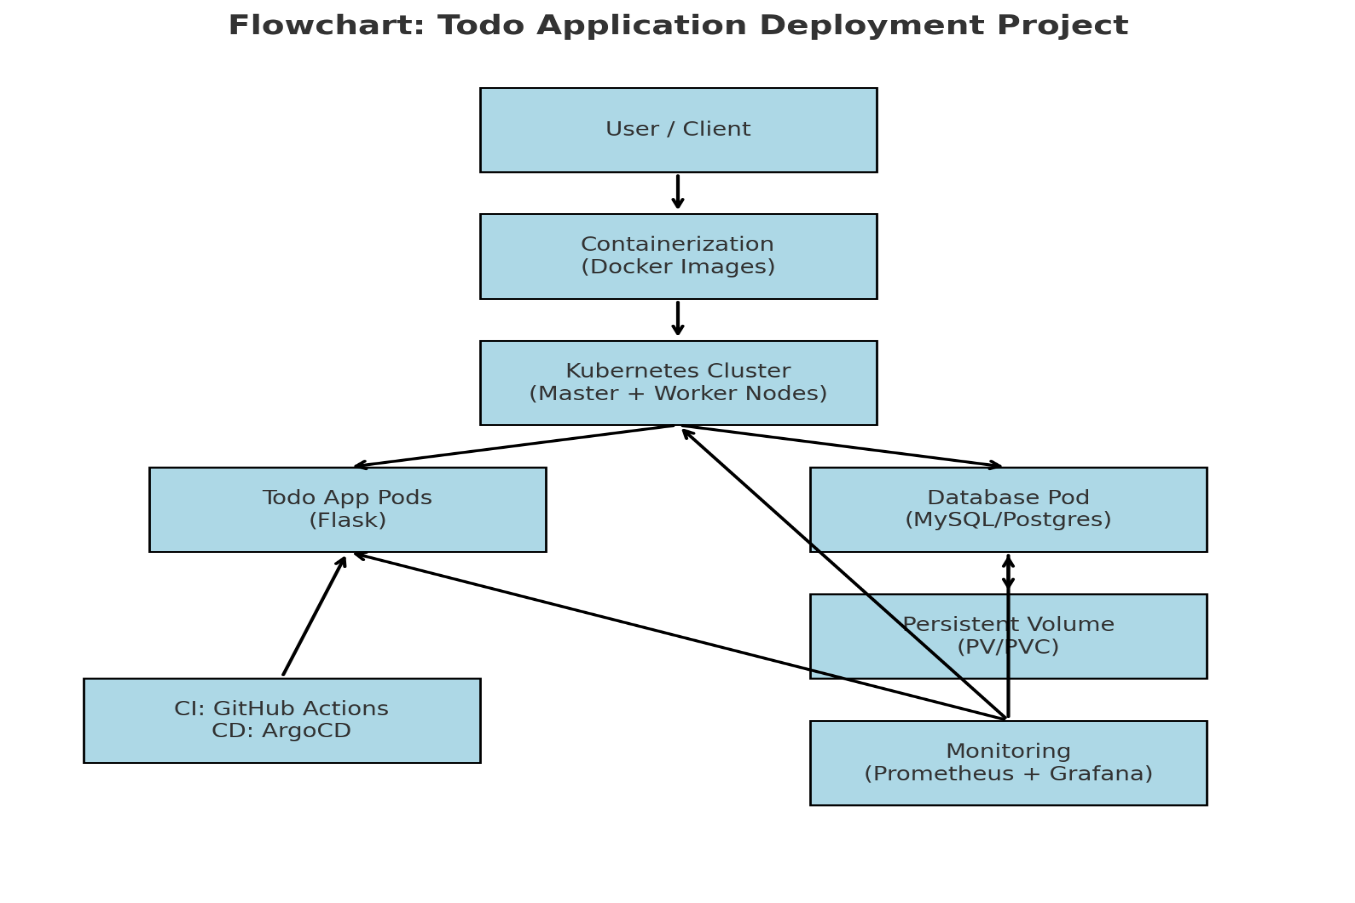 Flowchart: Todo Application Deployment Project
User / Client
Containerization
(Docker Images)
Kubernetes Cluster
(Master + Worker Nodes)
Todo App Pods
(Flask)
Database Pod
(MySQL/Postgres)
Persistent Volume
(PV/PVC)
CI: GitHub Actions
CD: ArgoCD
Monitoring
(Prometheus + Grafana)